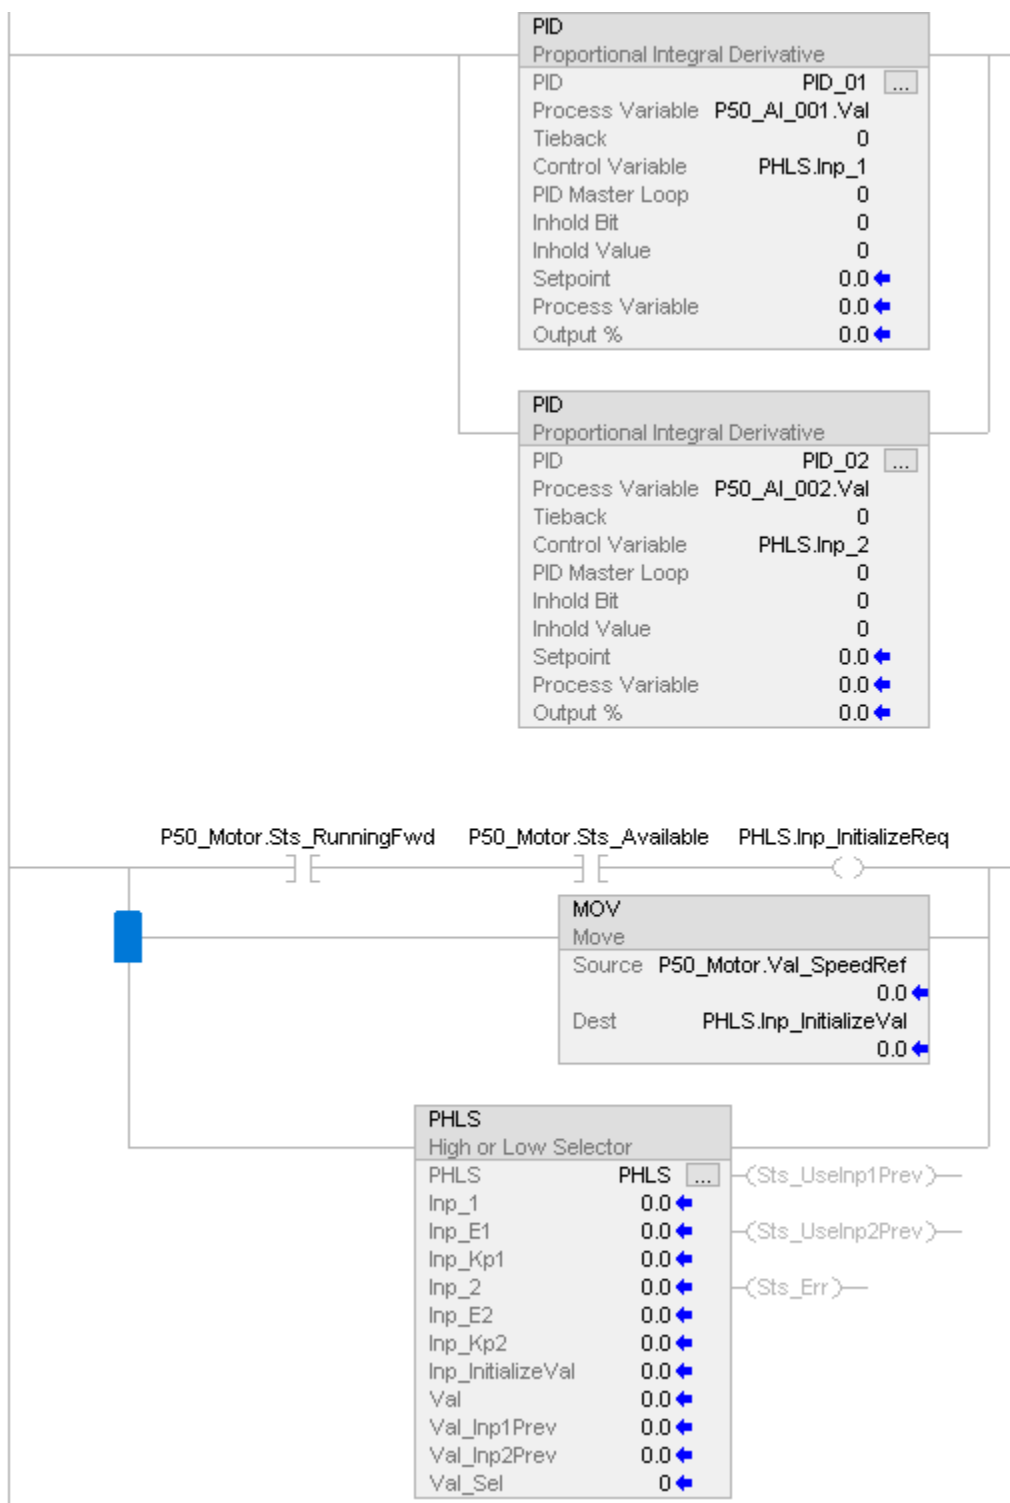 PID
Proportional Integral Derivative
PID PID_01 ...
Process Variable P50_AI_001.Val
Tieback 0
Control Variable PHLS.Inp_1
PID Master Loop 0
Inhold Bit 0
Inhold Value 0
Setpoint 0.0
Process Variable 0.0
Output % 0.0
PID
Proportional Integral Derivative
PID PID_02 ...
Process Variable P50_AI_002.Val
Tieback 0
Control Variable PHLS.Inp_2
PID Master Loop 0
Inhold Bit 0
Inhold Value 0
Setpoint 0.0
Process Variable 0.0
Output % 0.0
P50_Motor.Sts_RunningFwd P50_Motor.Sts_Available PHLS.Inp_InitializeReq
MOV
Move
Source P50_Motor.Val_SpeedRef
0.0
Dest PHLS.Inp_InitializeVal
0.0
PHLS
High or Low Selector
PHLS PHLS ... (Sts_UseInp1Prev)
Inp_1 0.0
Inp_E1 0.0 (Sts_UseInp2Prev)
Inp_Kp1 0.0
Inp_2 0.0 (Sts_Err)
Inp_E2 0.0
Inp_Kp2 0.0
Inp_InitializeVal 0.0
Val 0.0
Val_Inp1Prev 0.0
Val_Inp2Prev 0.0
Val_Sel 0